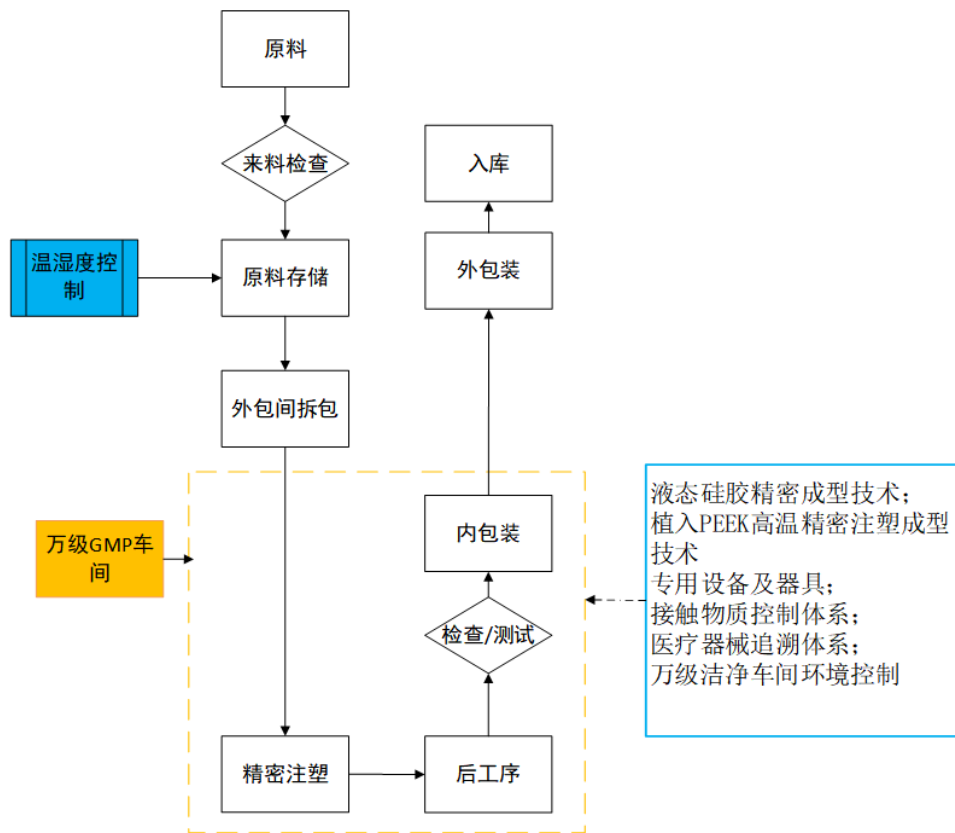 原料
来料检查
入库
温湿度控
制
原料存储
外包装
外包间拆包
万级GMP车
间
内包装
检查/测试
精密注塑
后工序
液态硅胶精密成型技术；
植入PEEK高温精密注塑成型
技术
专用设备及器具；
接触物质控制体系；
医疗器械追溯体系；
万级洁净车间环境控制